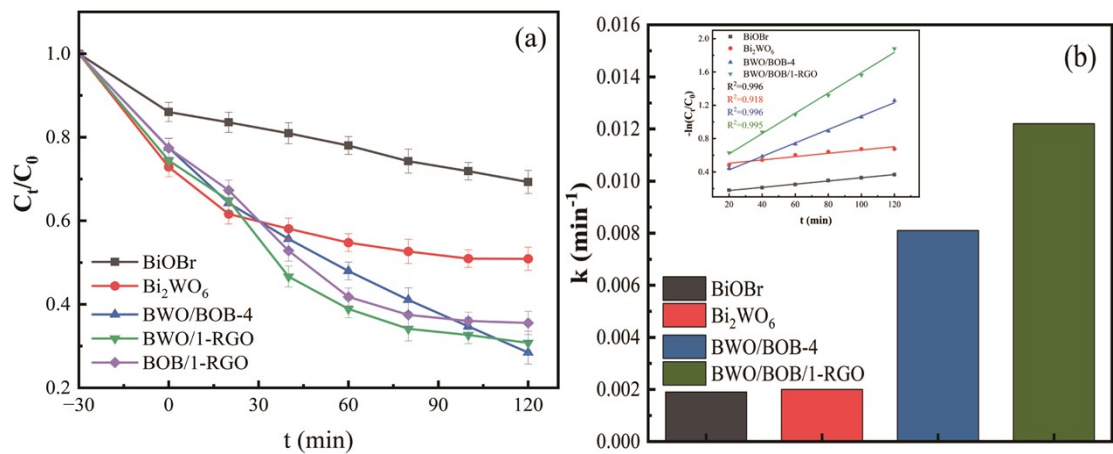 (a)
1.0
0.8
0.6
0.4
0.2
Cₜ/C₀
BiOBr
Bi₂WO₆
BWO/BOB-4
BWO/1-RGO
BOB/1-RGO
−30 0 30 60 90 120
t (min)
(b)
0.016
0.014
0.012
0.010
0.008
0.006
0.004
0.002
0.000
k (min⁻¹)
BiOBr
Bi₂WO₆
BWO/BOB-4
BWO/BOB/1-RGO
2.0
1.6
1.2
0.8
0.4
-ln(Cₜ/C₀)
BiOBr
Bi₂WO₆
BWO/BOB-4
BWO/BOB/1-RGO
R²=0.996
R²=0.918
R²=0.996
R²=0.995
20 40 60 80 100 120
t (min)